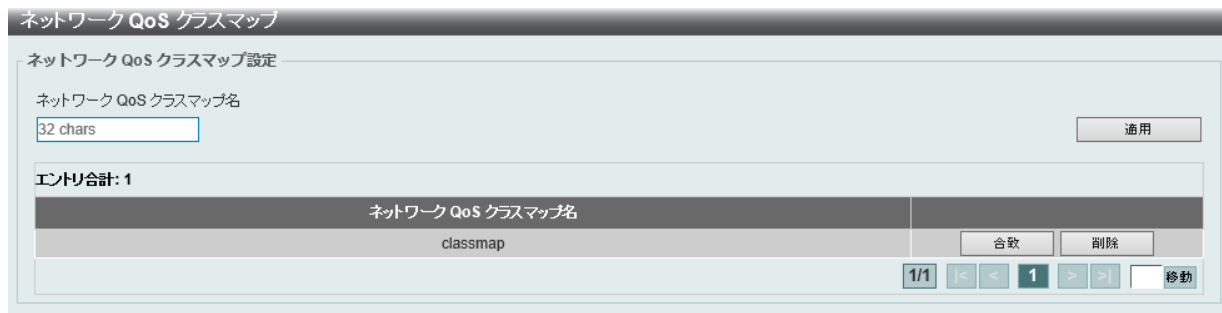 ネットワーク QoS クラスマップ
ネットワーク QoS クラスマップ設定
ネットワーク QoS クラスマップ名
32 chars
適用
エントリ合計: 1
ネットワーク QoS クラスマップ名
classmap 合致 削除
1/1 |< < 1 > >| 移動